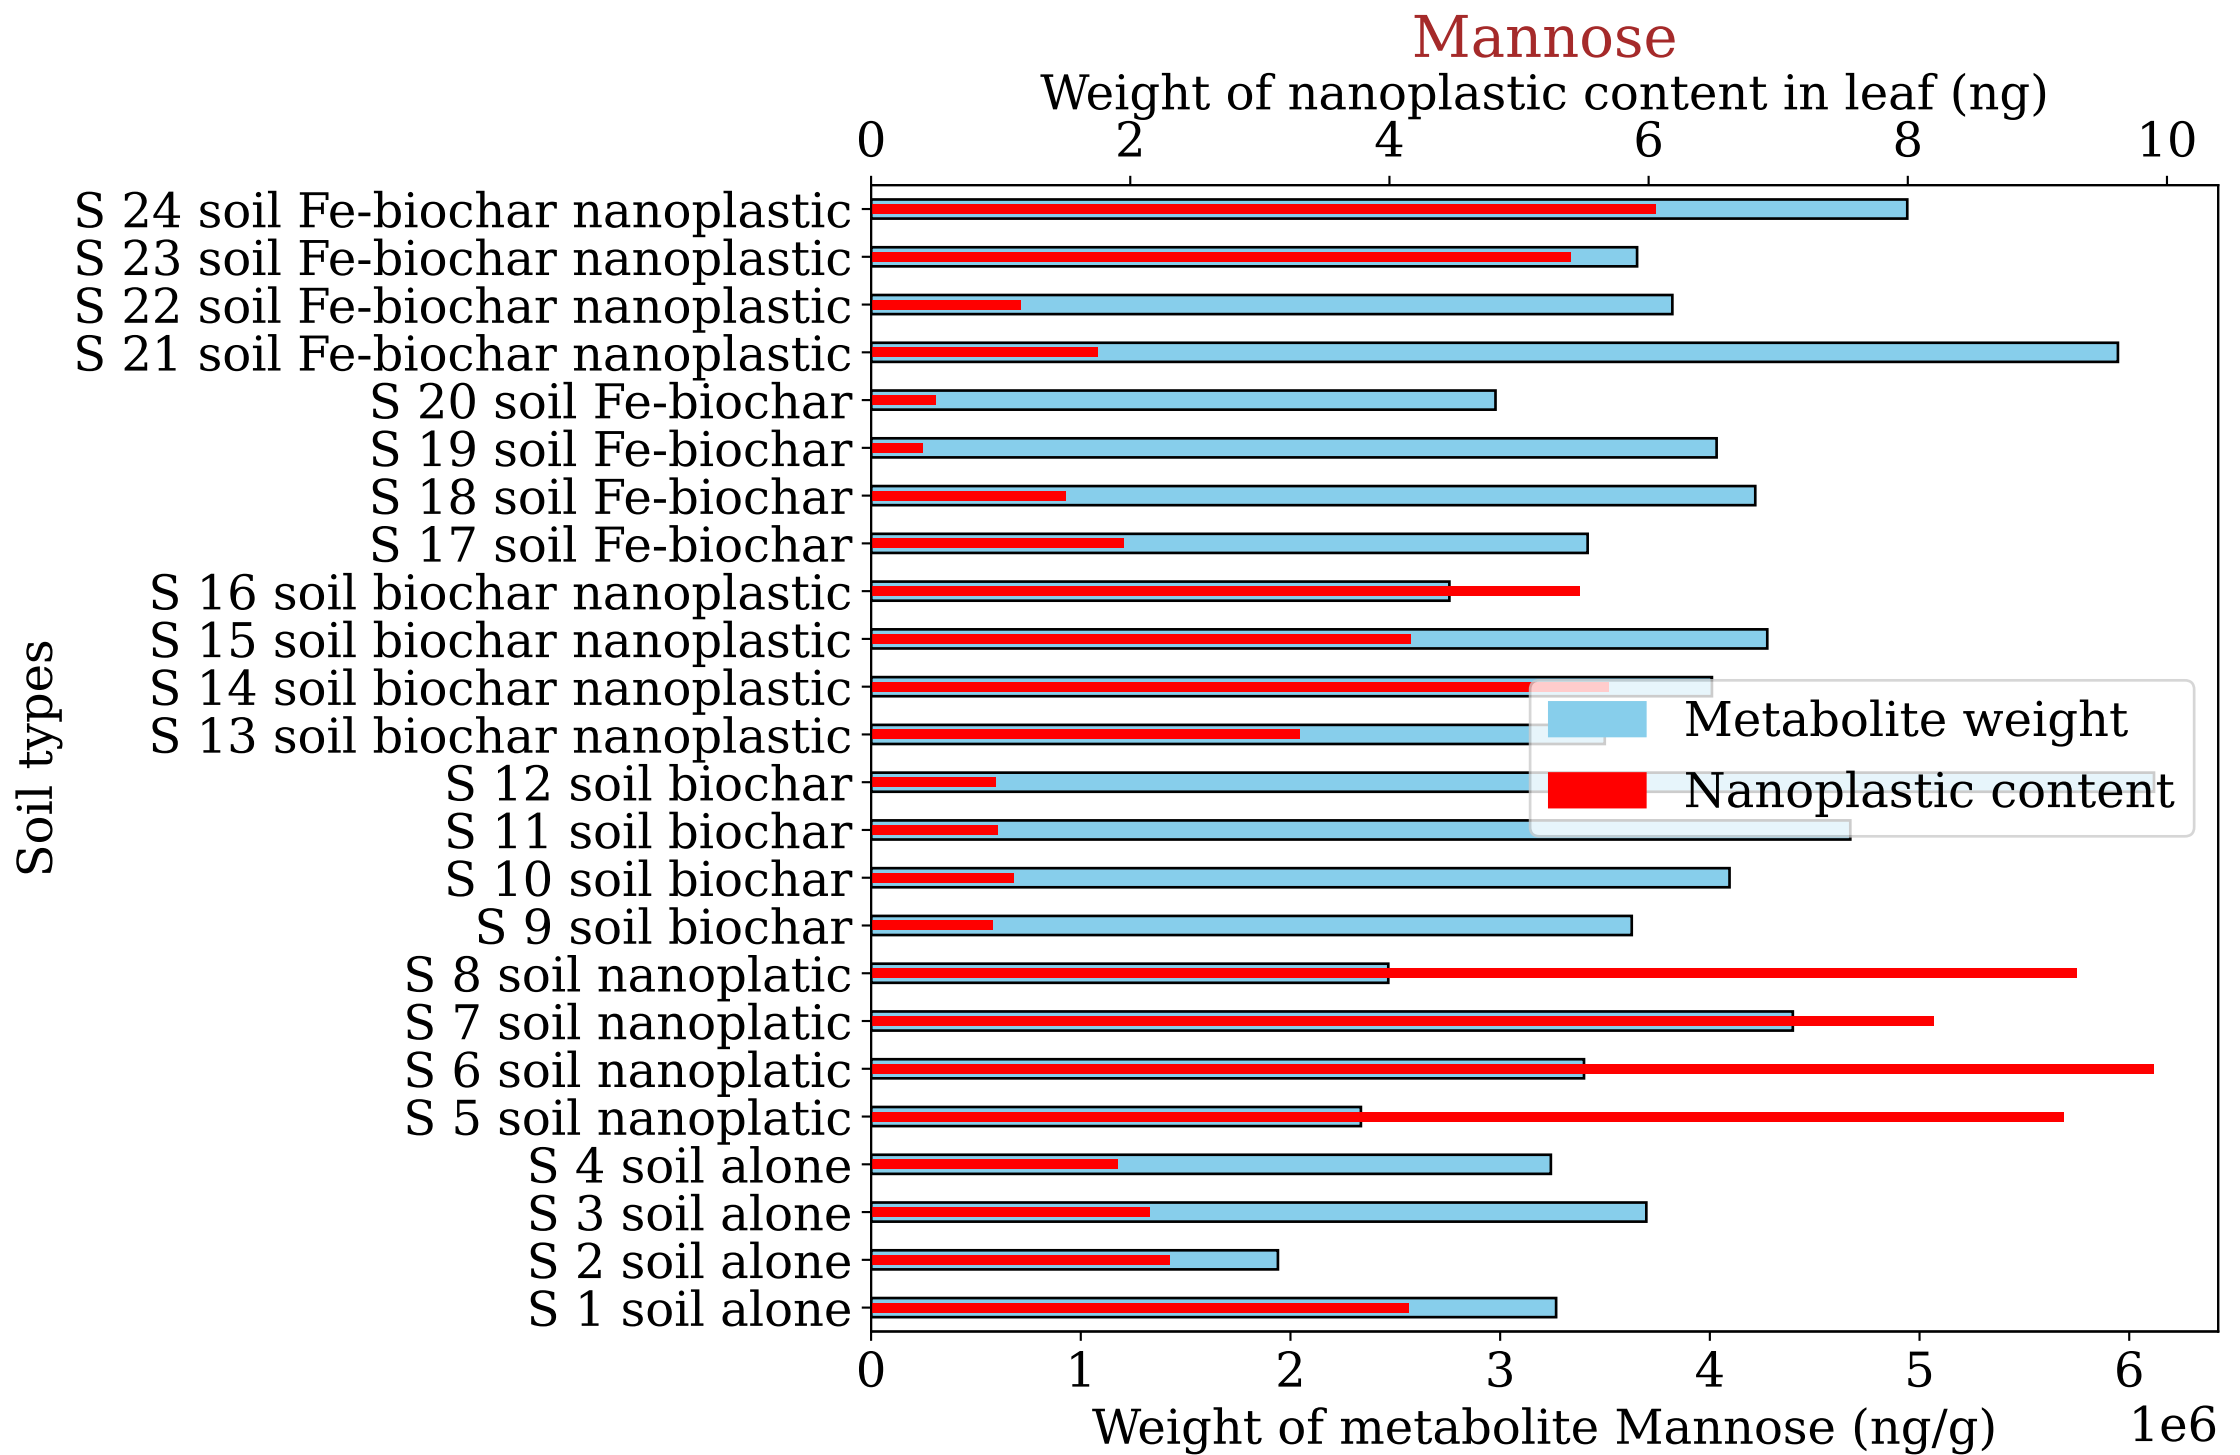 Mannose
Weight of nanoplastic content in leaf (ng)
0 2 4 6 8 10
S 24 soil Fe-biochar nanoplastic
S 23 soil Fe-biochar nanoplastic
S 22 soil Fe-biochar nanoplastic
S 21 soil Fe-biochar nanoplastic
S 20 soil Fe-biochar
S 19 soil Fe-biochar
S 18 soil Fe-biochar
S 17 soil Fe-biochar
S 16 soil biochar nanoplastic
S 15 soil biochar nanoplastic
S 14 soil biochar nanoplastic
S 13 soil biochar nanoplastic
S 12 soil biochar
S 11 soil biochar
S 10 soil biochar
S 9 soil biochar
S 8 soil nanoplatic
S 7 soil nanoplatic
S 6 soil nanoplatic
S 5 soil nanoplatic
S 4 soil alone
S 3 soil alone
S 2 soil alone
S 1 soil alone
Soil types
Metabolite weight
Nanoplastic content
0 1 2 3 4 5 6
1e6
Weight of metabolite Mannose (ng/g)